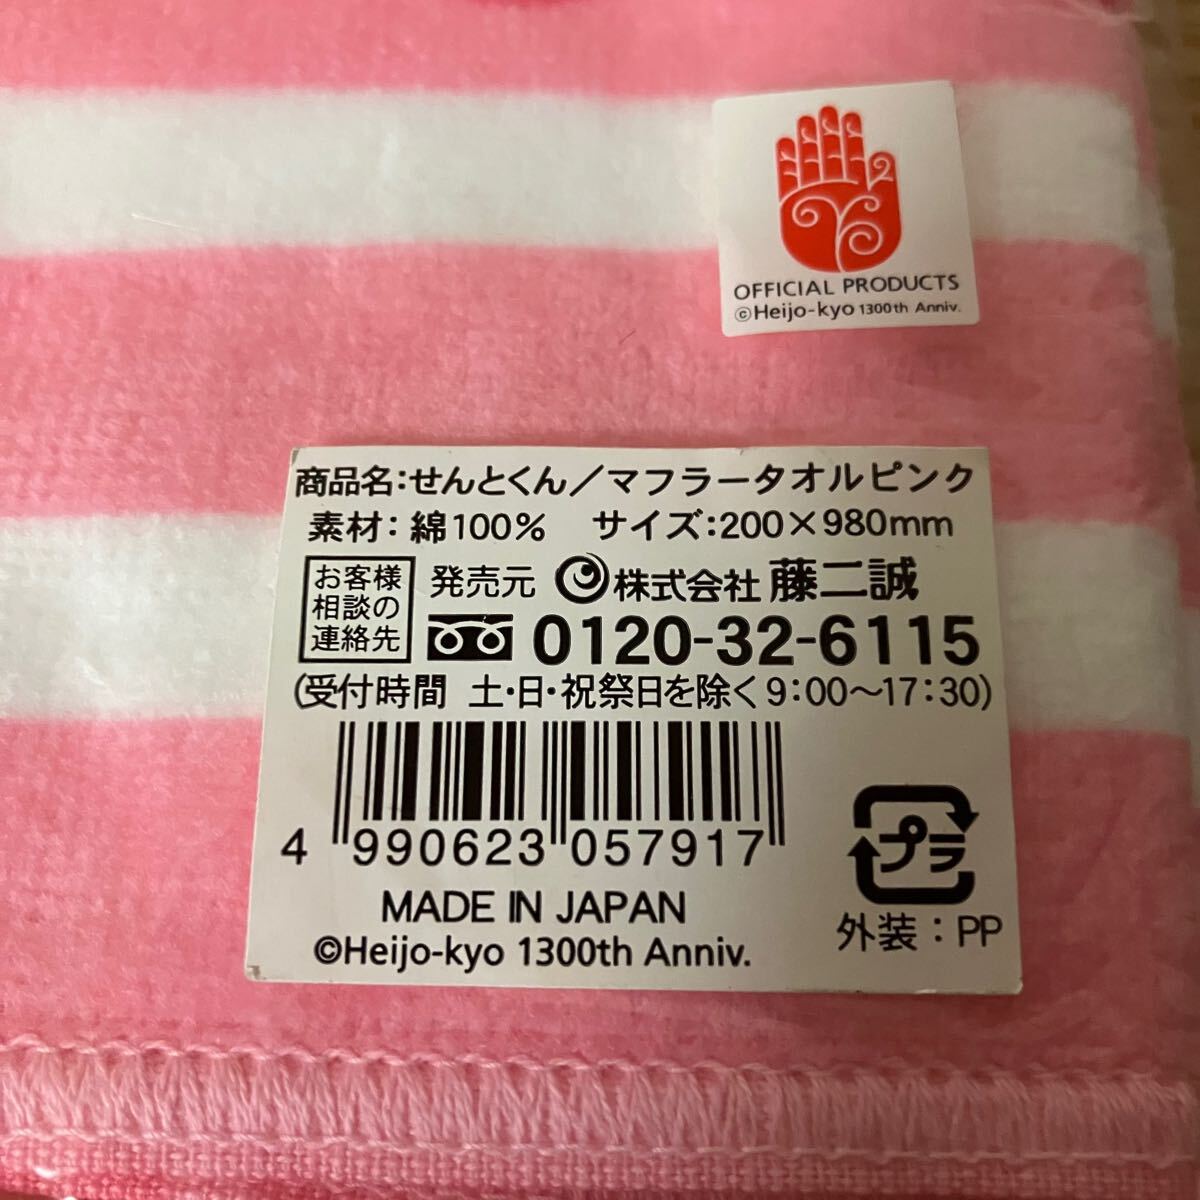 OFFICIAL PRODUCTS
©Heijo-kyo 1300th Anniv.
商品名:せんとくん/マフラータオルピンク
素材:綿100% サイズ:200×980mm
お客様
相談の
連絡先
発売元 株式会社 藤二誠
0120-32-6115
(受付時間 土・日・祝祭日を除く9:00〜17:30)
4 990623 057917
MADE IN JAPAN
©Heijo-kyo 1300th Anniv.
プラ
外装:PP